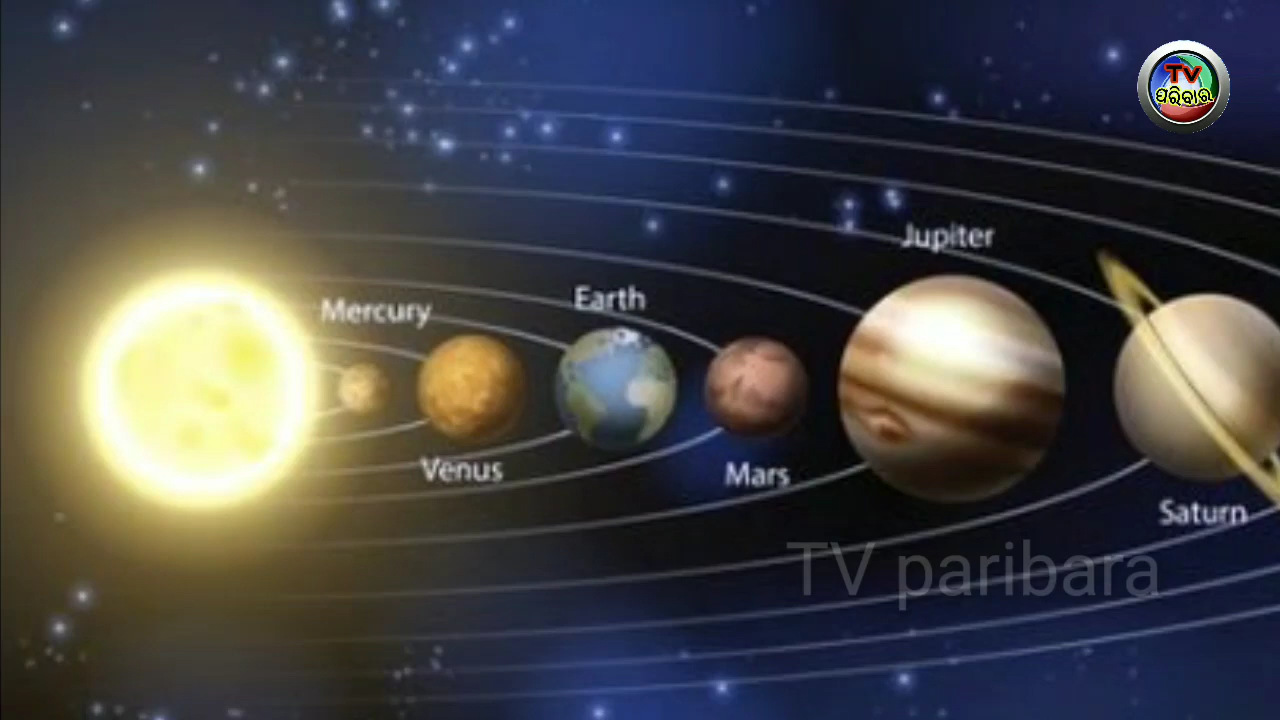 TV
ପରିବାର
Jupiter
Earth
Mercury
Venus
Mars
Saturn
TV paribara